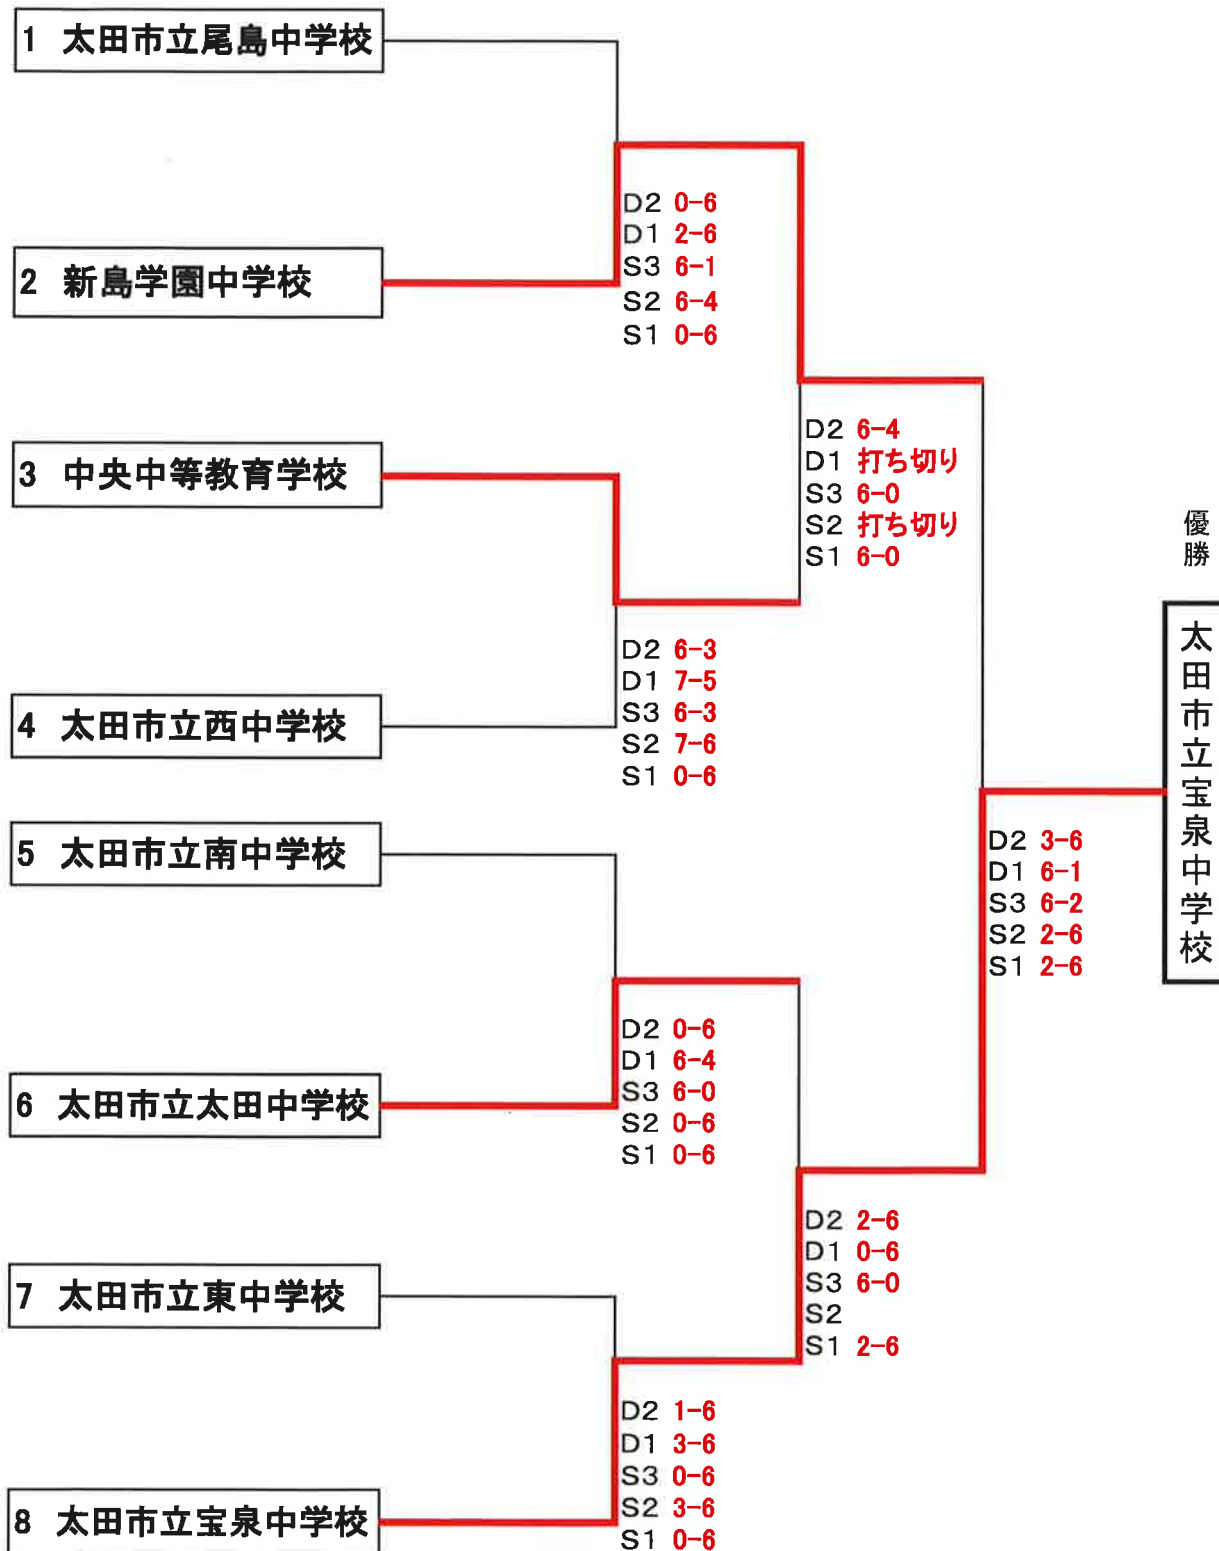 1 太田市立尾島中学校
D2 0-6
D1 2-6
S3 6-1
S2 6-4
S1 0-6
2 新島学園中学校
D2 6-4
D1 打ち切り
S3 6-0
S2 打ち切り
S1 6-0
3 中央中等教育学校
D2 6-3
D1 7-5
S3 6-3
S2 7-6
S1 0-6
4 太田市立西中学校
優勝
太田市立宝泉中学校
D2 3-6
D1 6-1
S3 6-2
S2 2-6
S1 2-6
5 太田市立南中学校
D2 0-6
D1 6-4
S3 6-0
S2 0-6
S1 0-6
6 太田市立太田中学校
D2 2-6
D1 0-6
S3 6-0
S2
S1 2-6
7 太田市立東中学校
D2 1-6
D1 3-6
S3 0-6
S2 3-6
S1 0-6
8 太田市立宝泉中学校